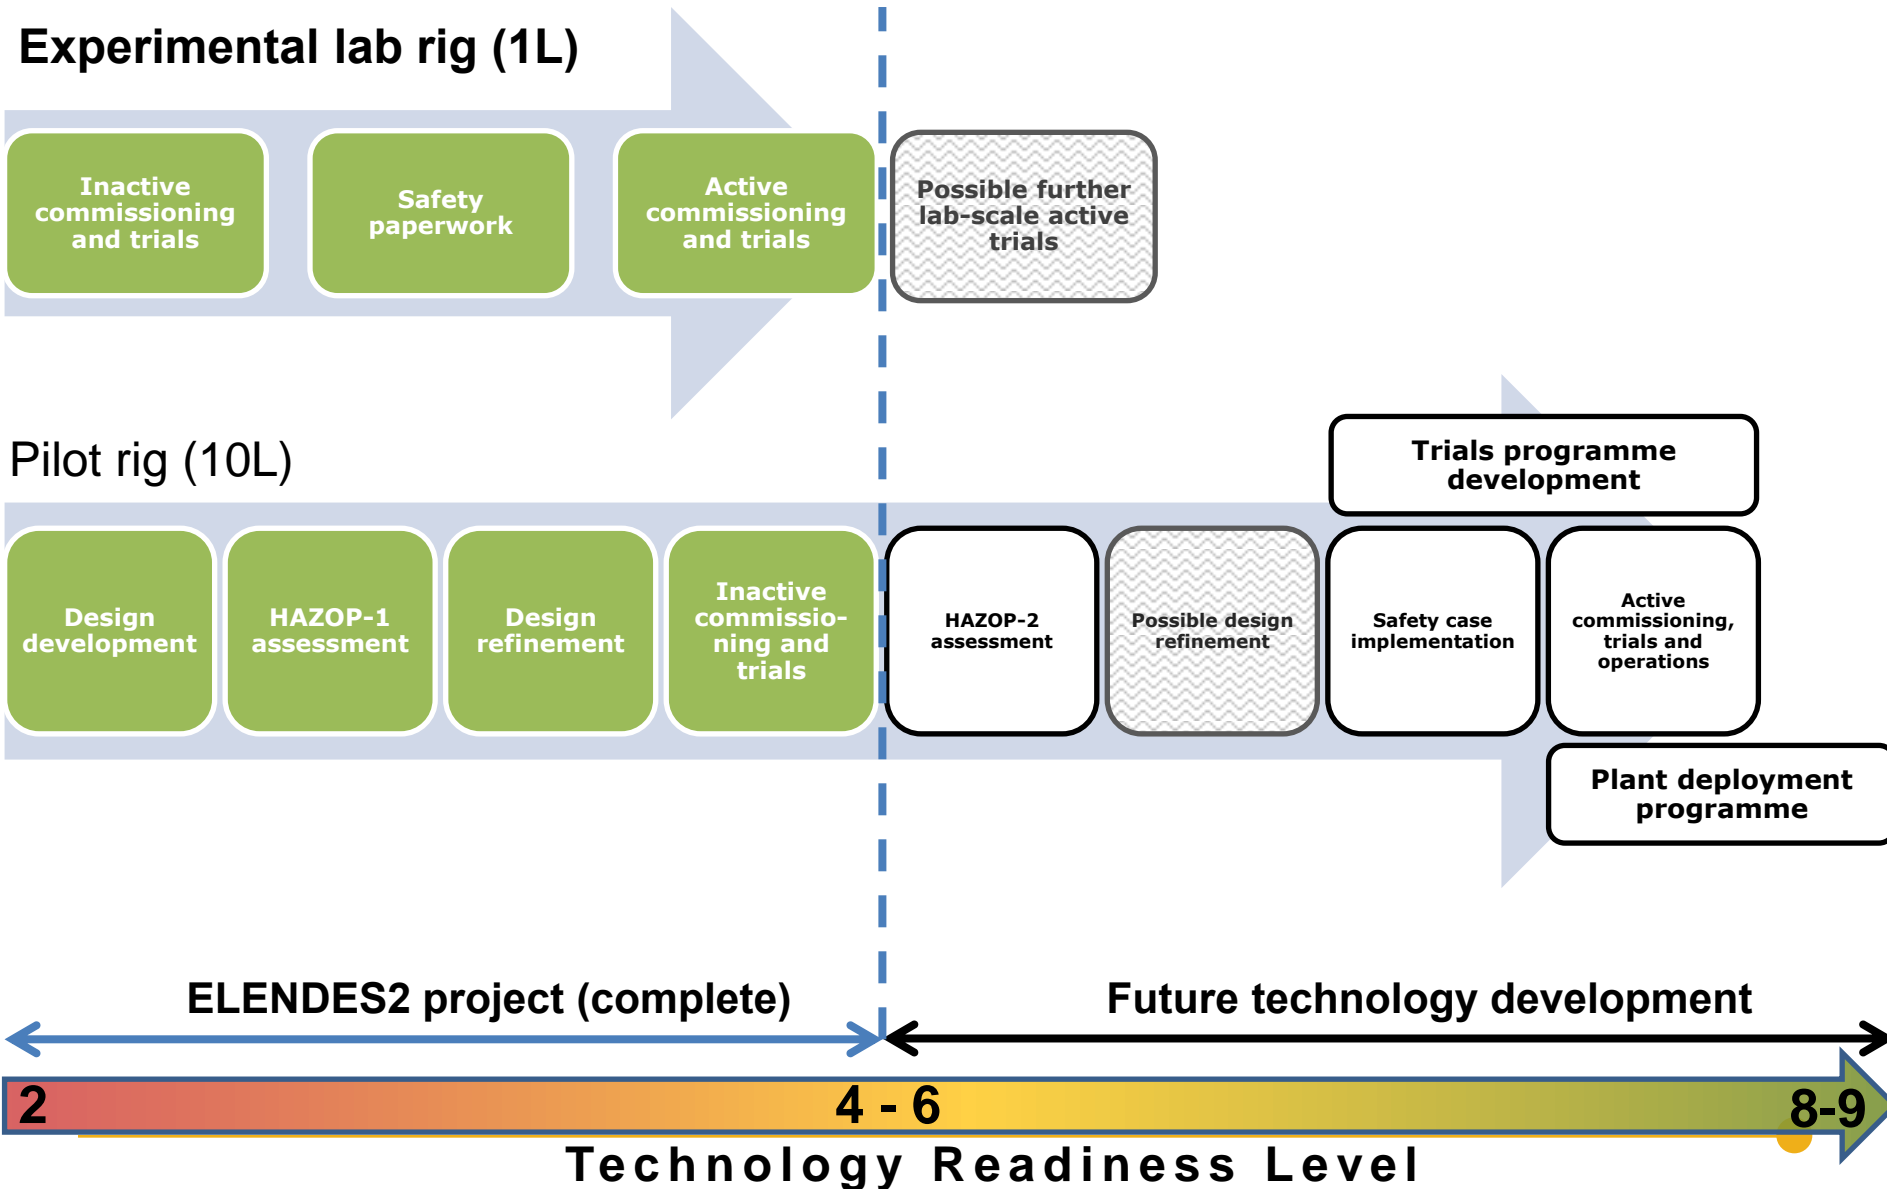 Experimental lab rig (1L)
Inactive
commissioning
and trials
Safety
paperwork
Active
commissioning
and trials
Possible further
lab-scale active
trials
Pilot rig (10L)
Trials programme
development
Design
development
HAZOP-1
assessment
Design
refinement
Inactive
commissio-
ning and
trials
HAZOP-2
assessment
Possible design
refinement
Safety case
implementation
Active
commissioning,
trials and
operations
Plant deployment
programme
ELENDES2 project (complete)
Future technology development
2
4 - 6
8-9
Technology Readiness Level